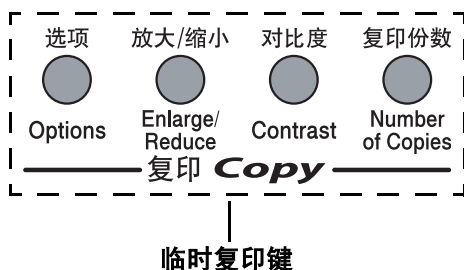 选项 放大/缩小 对比度 复印份数
Options Enlarge/ Reduce Contrast Number of Copies
复印 Copy
临时复印键